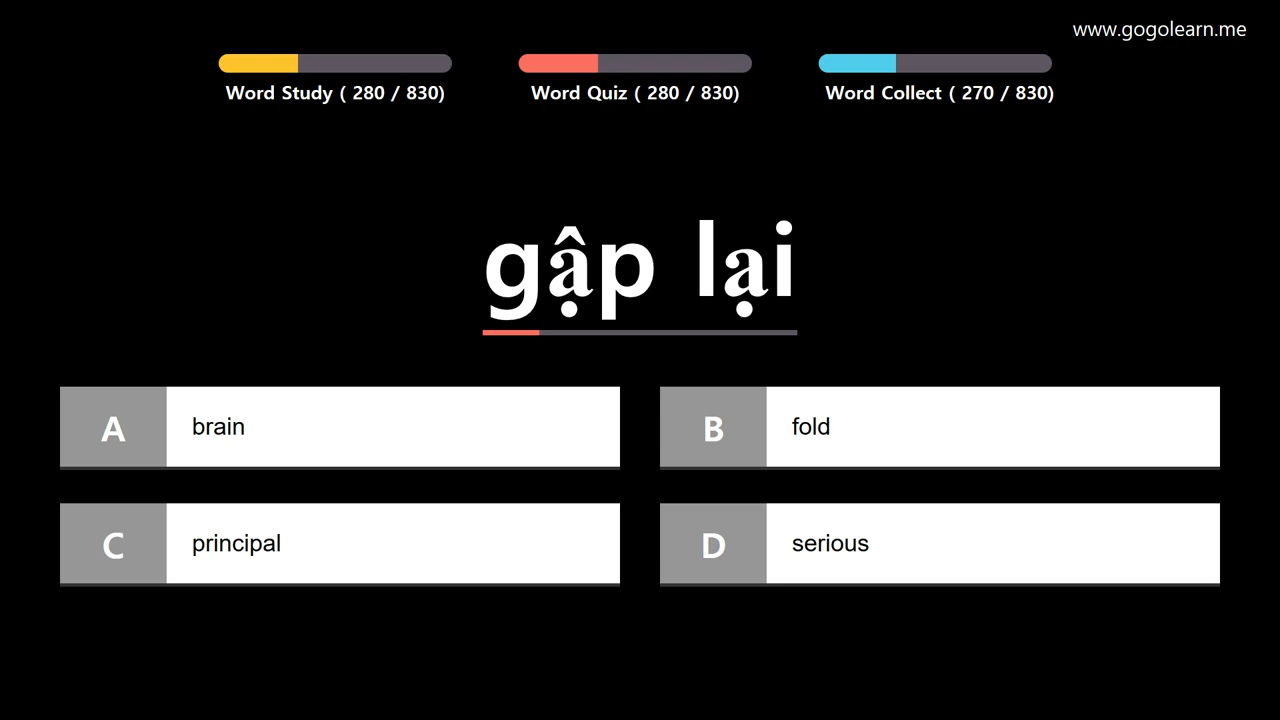 www.gogolearn.me
Word Study ( 280 / 830)
Word Quiz ( 280 / 830)
Word Collect ( 270 / 830)
gập lại
A brain
B fold
C principal
D serious